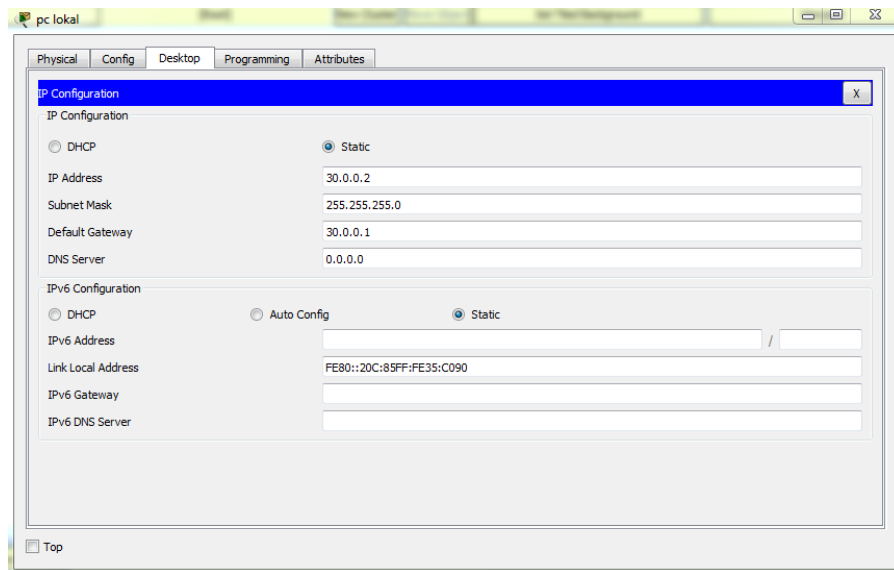 pc lokal
Physical Config Desktop Programming Attributes
IP Configuration X
IP Configuration
DHCP Static
IP Address 30.0.0.2
Subnet Mask 255.255.255.0
Default Gateway 30.0.0.1
DNS Server 0.0.0.0
IPv6 Configuration
DHCP Auto Config Static
IPv6 Address /
Link Local Address FE80::20C:85FF:FE35:C090
IPv6 Gateway
IPv6 DNS Server
Top